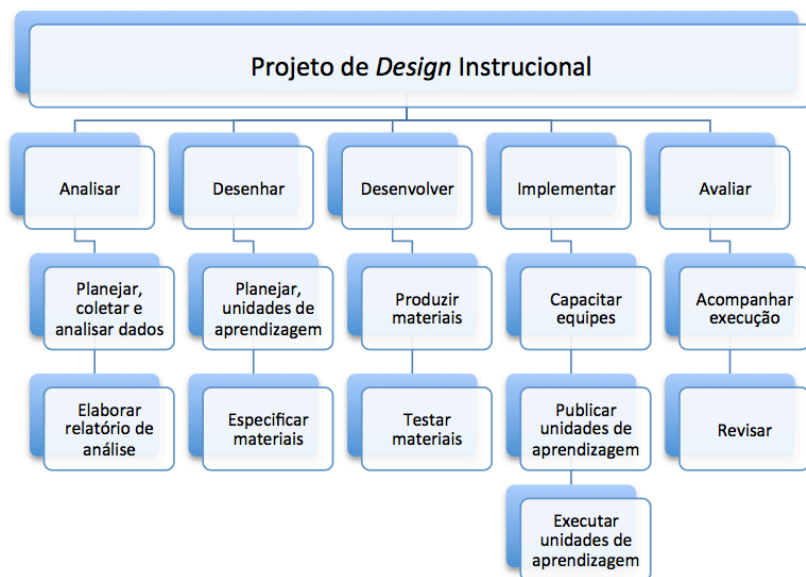 Projeto de Design Instrucional
Analisar
Desenhar
Desenvolver
Implementar
Avaliar
Planejar,
coletar e
analisar dados
Planejar,
unidades de
aprendizagem
Produzir
materiais
Capacitar
equipes
Acompanhar
execução
Elaborar
relatório de
análise
Especificar
materiais
Testar
materiais
Publicar
unidades de
aprendizagem
Revisar
Executar
unidades de
aprendizagem